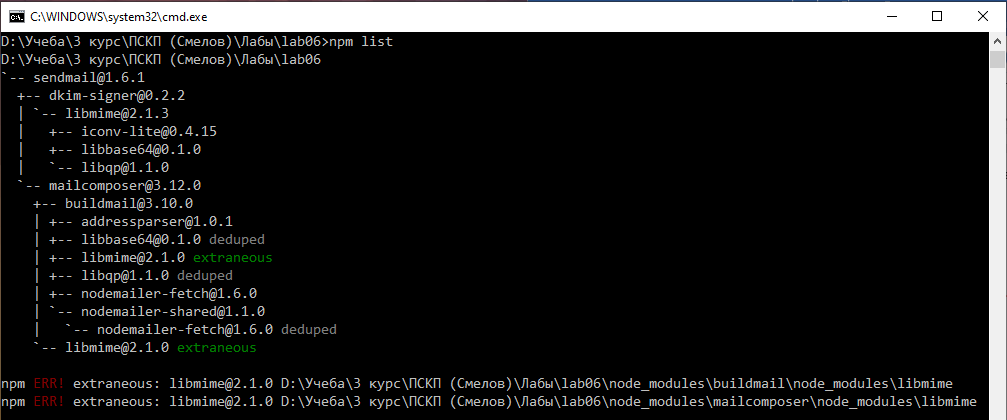 C:\WINDOWS\system32\cmd.exe
D:\Учеба\3 курс\ПСКП (Смелов)\Лабы\lab06>npm list
D:\Учеба\3 курс\ПСКП (Смелов)\Лабы\lab06
`-- sendmail@1.6.1
  +-- dkim-signer@0.2.2
  | `-- libmime@2.1.3
  |   +-- iconv-lite@0.4.15
  |   +-- libbase64@0.1.0
  |   `-- libqp@1.1.0
  `-- mailcomposer@3.12.0
    +-- buildmail@3.10.0
    | +-- addressparser@1.0.1
    | +-- libbase64@0.1.0 deduped
    | +-- libmime@2.1.0 extraneous
    | +-- libqp@1.1.0 deduped
    | +-- nodemailer-fetch@1.6.0
    | `-- nodemailer-shared@1.1.0
    |   `-- nodemailer-fetch@1.6.0 deduped
    `-- libmime@2.1.0 extraneous
npm ERR! extraneous: libmime@2.1.0 D:\Учеба\3 курс\ПСКП (Смелов)\Лабы\lab06\node_modules\buildmail\node_modules\libmime
npm ERR! extraneous: libmime@2.1.0 D:\Учеба\3 курс\ПСКП (Смелов)\Лабы\lab06\node_modules\mailcomposer\node_modules\libmime